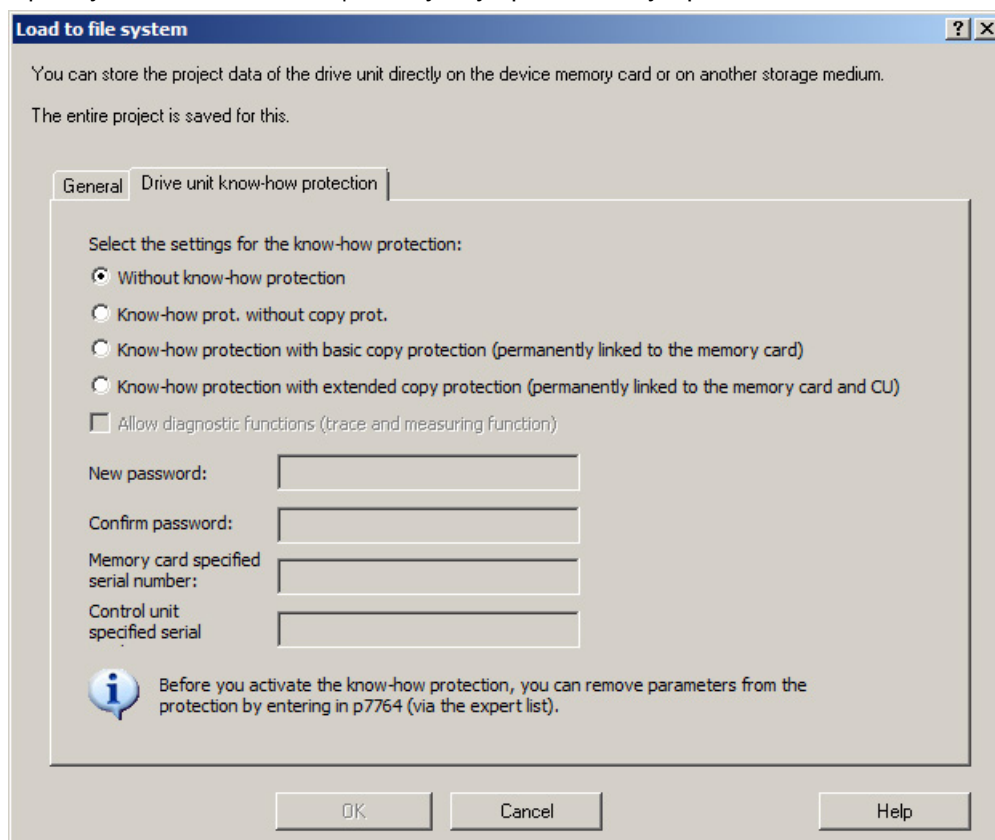 Load to file system
You can store the project data of the drive unit directly on the device memory card or on another storage medium.
The entire project is saved for this.
General
Drive unit know-how protection
Select the settings for the know-how protection:
Without know-how protection
Know-how prot. without copy prot.
Know-how protection with basic copy protection (permanently linked to the memory card)
Know-how protection with extended copy protection (permanently linked to the memory card and CU)
Allow diagnostic functions (trace and measuring function)
New password:
Confirm password:
Memory card specified
serial number:
Control unit
specified serial
Before you activate the know-how protection, you can remove parameters from the
protection by entering in p7764 (via the expert list).
OK
Cancel
Help